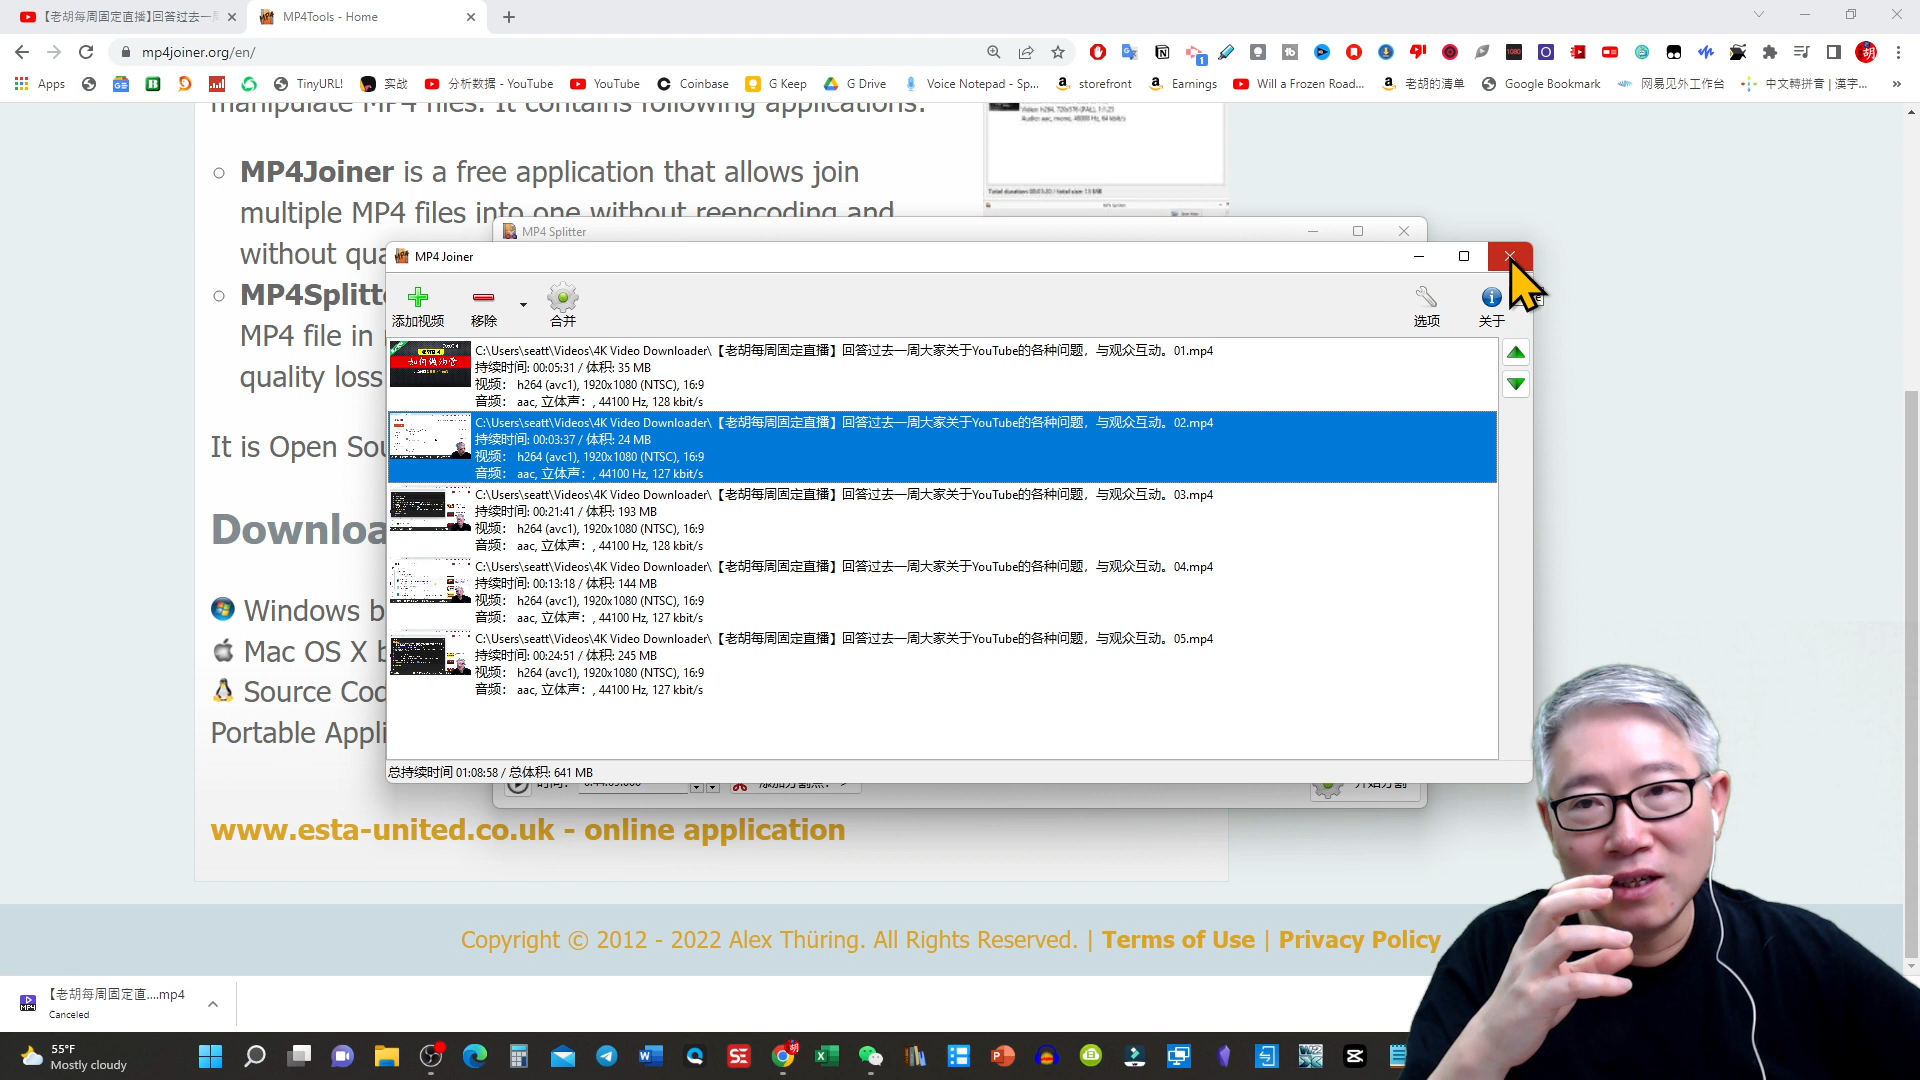 【老胡每周固定直播】回答过去一周
MP4Tools - Home
mp4joiner.org/en/
Apps
TinyURL!
实战
分析数据 - YouTube
YouTube
Coinbase
G Keep
G Drive
Voice Notepad - Sp...
storefront
Earnings
Will a Frozen Road...
老胡的清单
Google Bookmark
网易见外工作台
中文轉拼音 | 漢字...
manipulate MP4 files. It contains following applications:
MP4Joiner is a free application that allows join
multiple MP4 files into one without reencoding and
without qua
MP4Splitte
MP4 file in
quality loss
It is Open Sou
Downloa
Windows b
Mac OS X b
Source Cod
Portable Appli
Video: h264, 720x576 (PAL), 1:1.25
Audio: aac, mono, 48000 Hz, 64 kbit/s
MP4 Splitter
MP4 Joiner
添加视频
移除
合并
选项
关于
C:\Users\seatt\Videos\4K Video Downloader\【老胡每周固定直播】回答过去一周大家关于YouTube的各种问题，与观众互动。01.mp4
持续时间: 00:05:31 / 体积: 35 MB
视频： h264 (avc1), 1920x1080 (NTSC), 16:9
音频： aac, 立体声：, 44100 Hz, 128 kbit/s
C:\Users\seatt\Videos\4K Video Downloader\【老胡每周固定直播】回答过去一周大家关于YouTube的各种问题，与观众互动。02.mp4
持续时间: 00:03:37 / 体积: 24 MB
视频： h264 (avc1), 1920x1080 (NTSC), 16:9
音频： aac, 立体声：, 44100 Hz, 127 kbit/s
C:\Users\seatt\Videos\4K Video Downloader\【老胡每周固定直播】回答过去一周大家关于YouTube的各种问题，与观众互动。03.mp4
持续时间: 00:21:41 / 体积: 193 MB
视频： h264 (avc1), 1920x1080 (NTSC), 16:9
音频： aac, 立体声：, 44100 Hz, 128 kbit/s
C:\Users\seatt\Videos\4K Video Downloader\【老胡每周固定直播】回答过去一周大家关于YouTube的各种问题，与观众互动。04.mp4
持续时间: 00:13:18 / 体积: 144 MB
视频： h264 (avc1), 1920x1080 (NTSC), 16:9
音频： aac, 立体声：, 44100 Hz, 127 kbit/s
C:\Users\seatt\Videos\4K Video Downloader\【老胡每周固定直播】回答过去一周大家关于YouTube的各种问题，与观众互动。05.mp4
持续时间: 00:24:51 / 体积: 245 MB
视频： h264 (avc1), 1920x1080 (NTSC), 16:9
音频： aac, 立体声：, 44100 Hz, 127 kbit/s
总持续时间 01:08:58 / 总体积: 641 MB
www.esta-united.co.uk - online application
Copyright © 2012 - 2022 Alex Thüring. All Rights Reserved. | Terms of Use | Privacy Policy
【老胡每周固定直....mp4
Canceled
55°F
Mostly cloudy